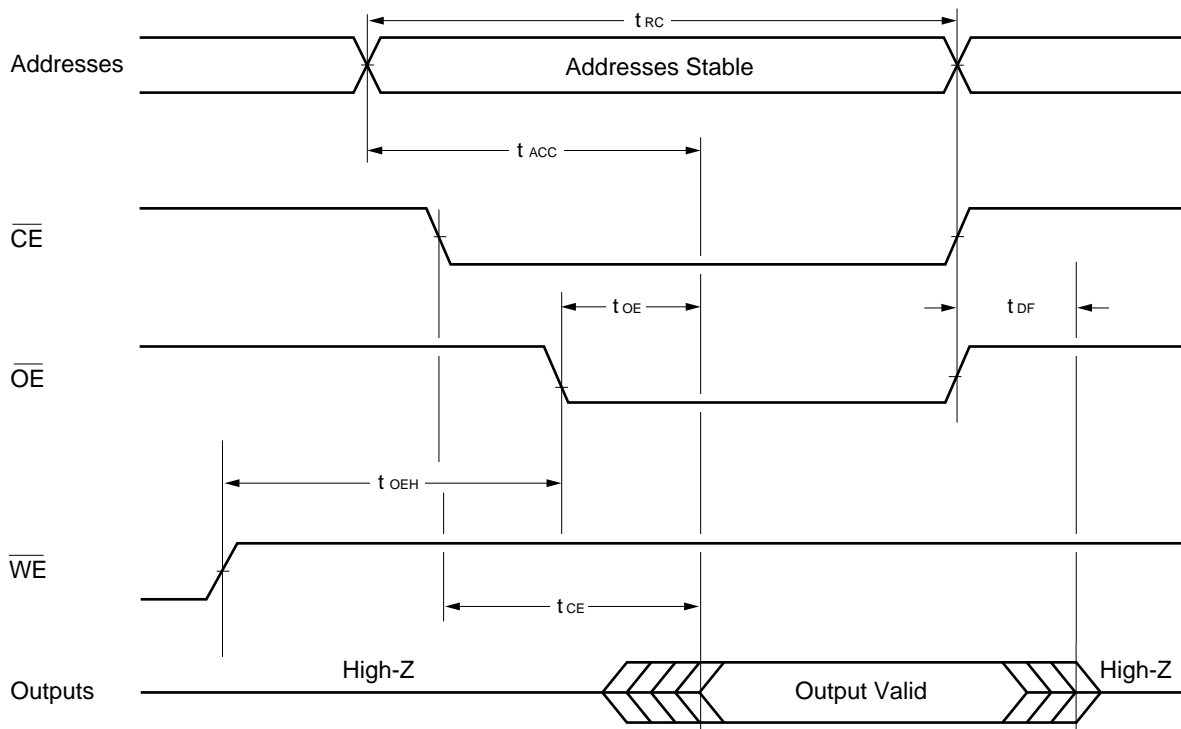 t RC
Addresses
Addresses Stable
t ACC
CE
t OE
t DF
OE
t OEH
WE
t CE
High-Z
High-Z
Outputs
Output Valid